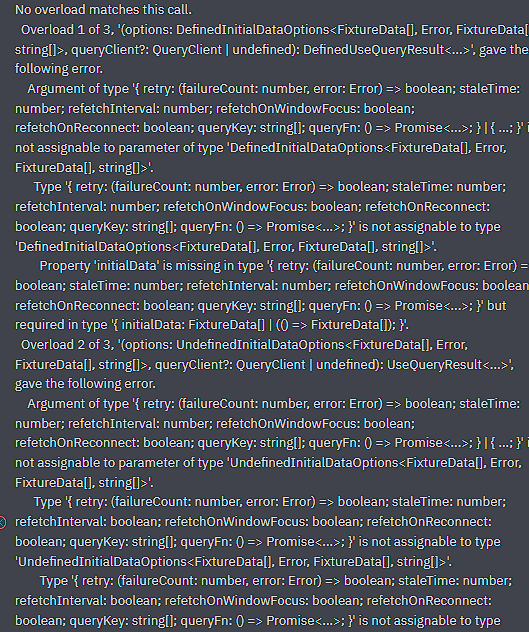 No overload matches this call.
Overload 1 of 3, '(options: DefinedInitialDataOptions<FixtureData[], Error, FixtureData[
string[]>, queryClient?: QueryClient | undefined): DefinedUseQueryResult<...>', gave the
following error.
Argument of type '{ retry: (failureCount: number, error: Error) => boolean; staleTime:
number; refetchInterval: number; refetchOnWindowFocus: boolean;
refetchOnReconnect: boolean; queryKey: string[]; queryFn: () => Promise<...>; } | { ...; }' i
not assignable to parameter of type 'DefinedInitialDataOptions<FixtureData[], Error,
FixtureData[], string[]>'.
Type '{ retry: (failureCount: number, error: Error) => boolean; staleTime: number;
refetchInterval: number; refetchOnWindowFocus: boolean; refetchOnReconnect:
boolean; queryKey: string[]; queryFn: () => Promise<...>; }' is not assignable to type
'DefinedInitialDataOptions<FixtureData[], Error, FixtureData[], string[]>'.
Property 'initialData' is missing in type '{ retry: (failureCount: number, error: Error) =
boolean; staleTime: number; refetchInterval: number; refetchOnWindowFocus: boolean
refetchOnReconnect: boolean; queryKey: string[]; queryFn: () => Promise<...>; }' but
required in type '{ initialData: FixtureData[] | (() => FixtureData[]); }'.
Overload 2 of 3, '(options: UndefinedInitialDataOptions<FixtureData[], Error,
FixtureData[], string[]>, queryClient?: QueryClient | undefined): UseQueryResult<...>',
gave the following error.
Argument of type '{ retry: (failureCount: number, error: Error) => boolean; staleTime:
number; refetchInterval: number; refetchOnWindowFocus: boolean;
refetchOnReconnect: boolean; queryKey: string[]; queryFn: () => Promise<...>; } | { ...; }' i
not assignable to parameter of type 'UndefinedInitialDataOptions<FixtureData[], Error,
FixtureData[], string[]>'.
Type '{ retry: (failureCount: number, error: Error) => boolean; staleTime: number;
refetchInterval: boolean; refetchOnWindowFocus: boolean; refetchOnReconnect:
boolean; queryKey: string[]; queryFn: () => Promise<...>; }' is not assignable to type
'UndefinedInitialDataOptions<FixtureData[], Error, FixtureData[], string[]>'.
Type '{ retry: (failureCount: number, error: Error) => boolean; staleTime: number;
refetchInterval: boolean; refetchOnWindowFocus: boolean; refetchOnReconnect:
boolean; queryKey: string[]; queryFn: () => Promise<...>; }' is not assignable to type